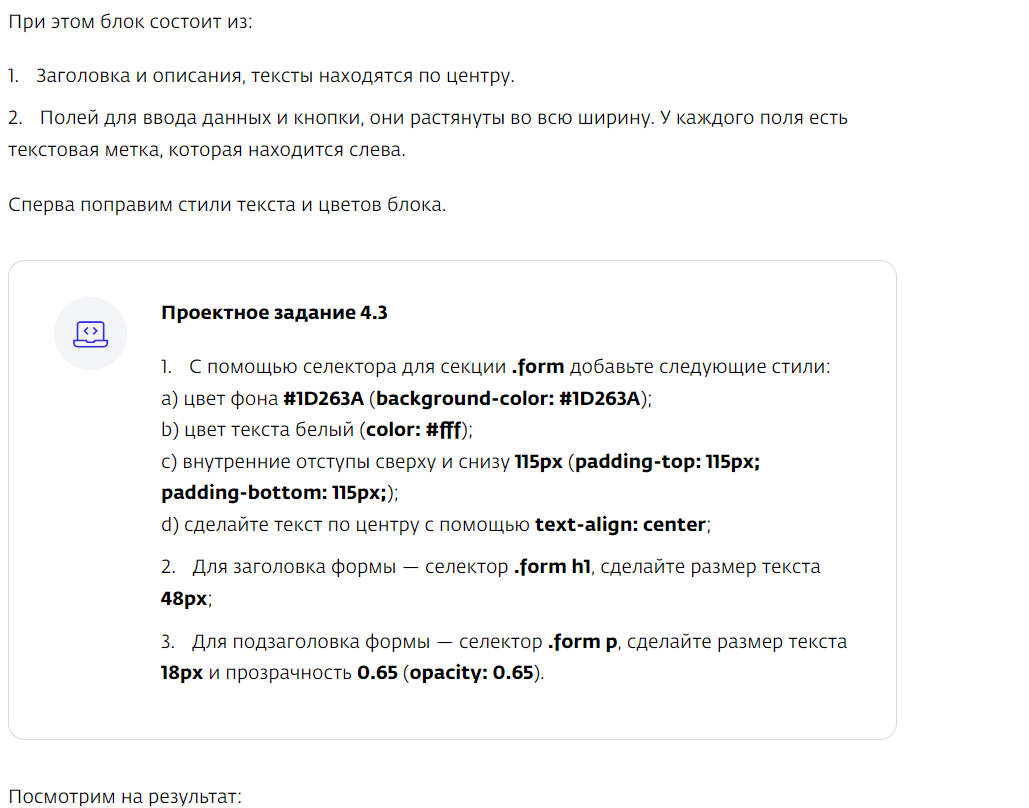 При этом блок состоит из:
1. Заголовка и описания, тексты находятся по центру.
2. Полей для ввода данных и кнопки, они растянуты во всю ширину. У каждого поля есть
текстовая метка, которая находится слева.
Сперва поправим стили текста и цветов блока.
Проектное задание 4.3
1. С помощью селектора для секции .form добавьте следующие стили:
a) цвет фона #1D263A (background-color: #1D263A);
b) цвет текста белый (color: #fff);
c) внутренние отступы сверху и снизу 115px (padding-top: 115px;
padding-bottom: 115px;);
d) сделайте текст по центру с помощью text-align: center;
2. Для заголовка формы — селектор .form h1, сделайте размер текста
48px;
3. Для подзаголовка формы — селектор .form p, сделайте размер текста
18px и прозрачность 0.65 (opacity: 0.65).
Посмотрим на результат: